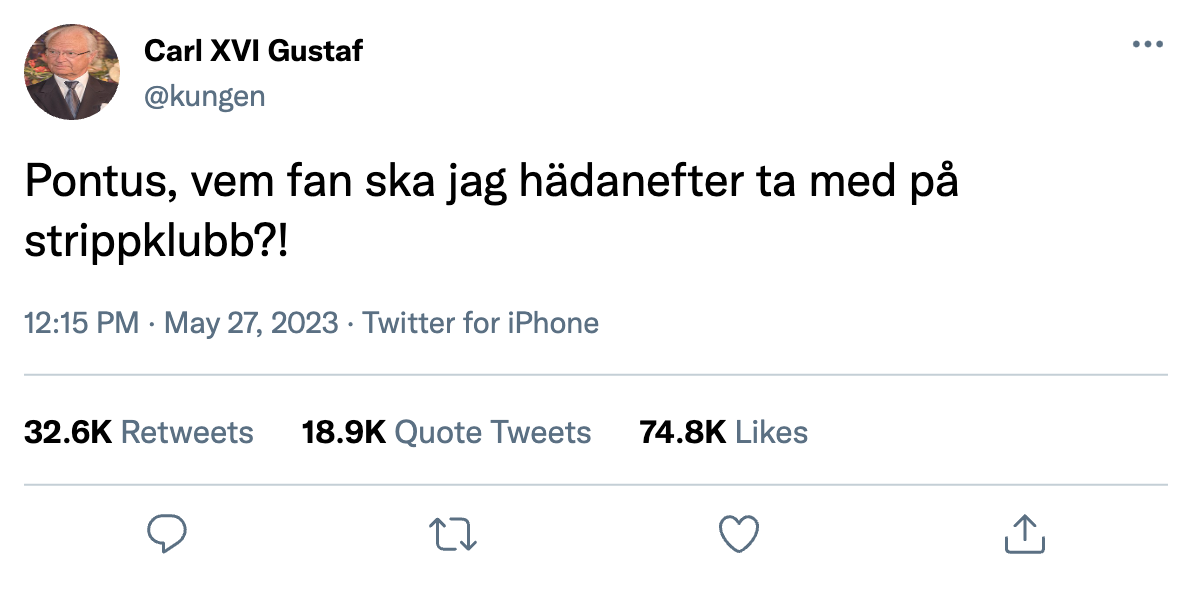 Carl XVI Gustaf
@kungen
Pontus, vem fan ska jag hädanefter ta med på
strippklubb?!
12:15 PM · May 27, 2023 · Twitter for iPhone
32.6K Retweets 18.9K Quote Tweets 74.8K Likes